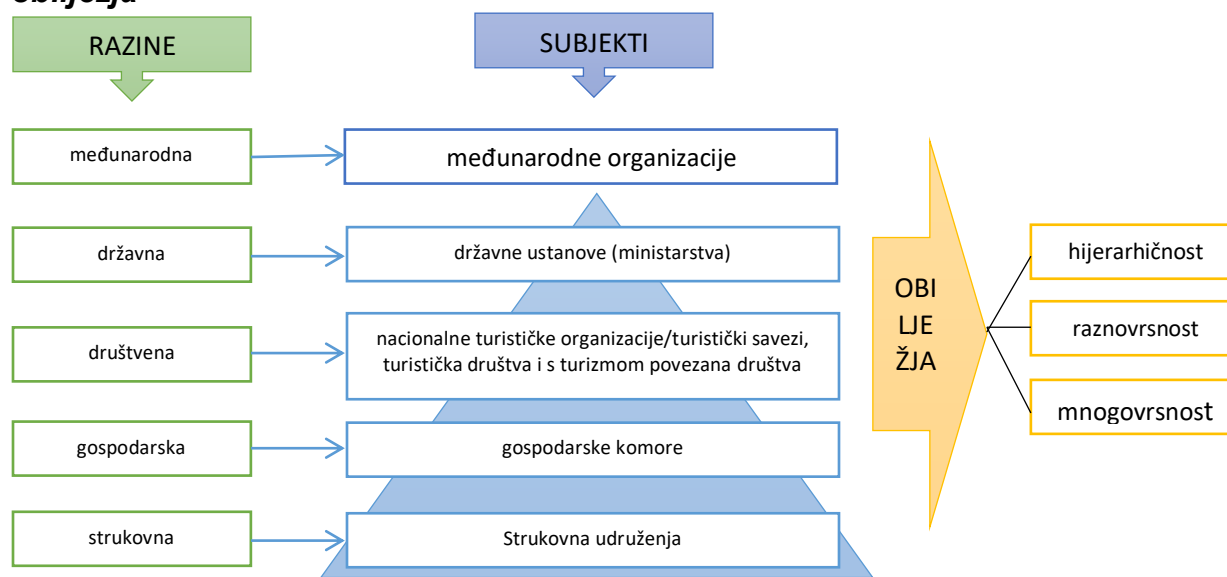 Obilježja
RAZINE
SUBJEKTI
međunarodna
međunarodne organizacije
državna
državne ustanove (ministarstva)
društvena
nacionalne turističke organizacije/turistički savezi,
turistička društva i s turizmom povezana društva
gospodarska
gospodarske komore
strukovna
Strukovna udruženja
OBI
LJE
ŽJA
hijerarhičnost
raznovrsnost
mnogovrsnost